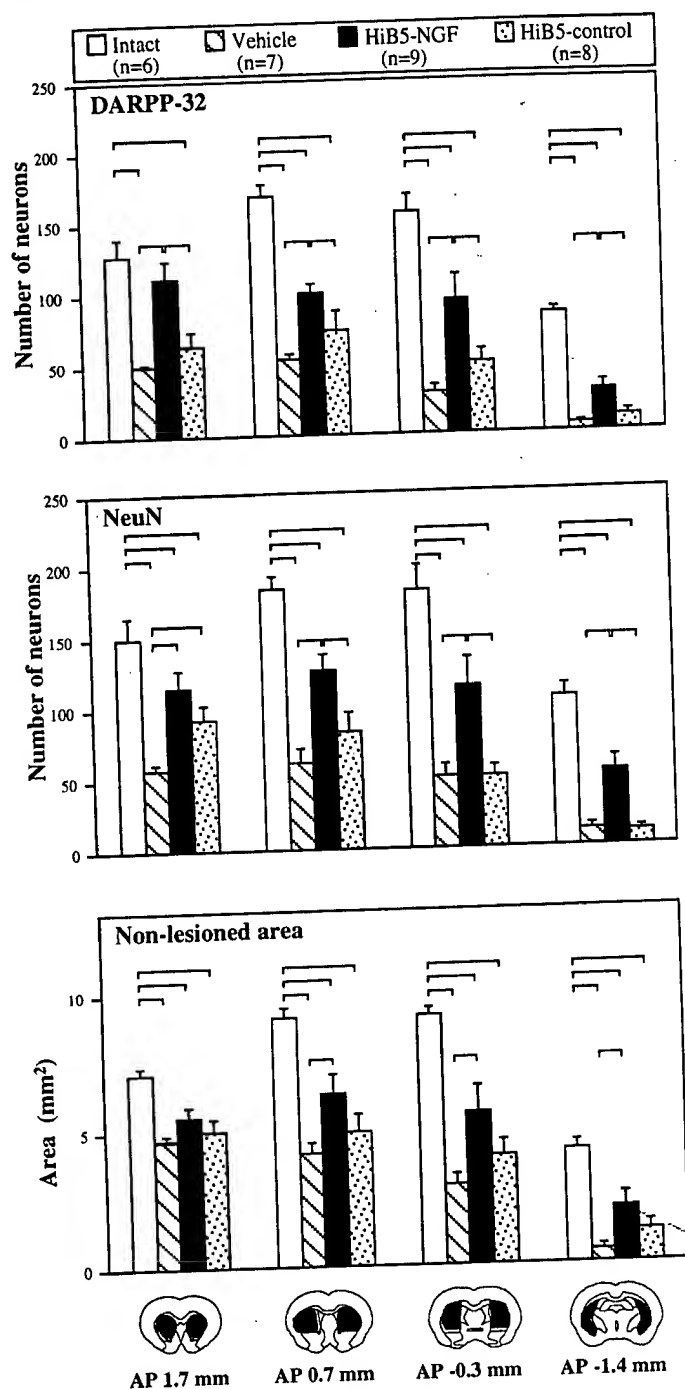 Intact Vehicle HiB5-NGF HiB5-control
(n=6) (n=7) (n=9) (n=8)
250
DARPP-32
200
150
100
50
0
Number of neurons
250
NeuN
200
150
100
50
0
Number of neurons
Non-lesioned area
10
5
0
Area (mm²)
AP 1.7 mm AP 0.7 mm AP -0.3 mm AP -1.4 mm